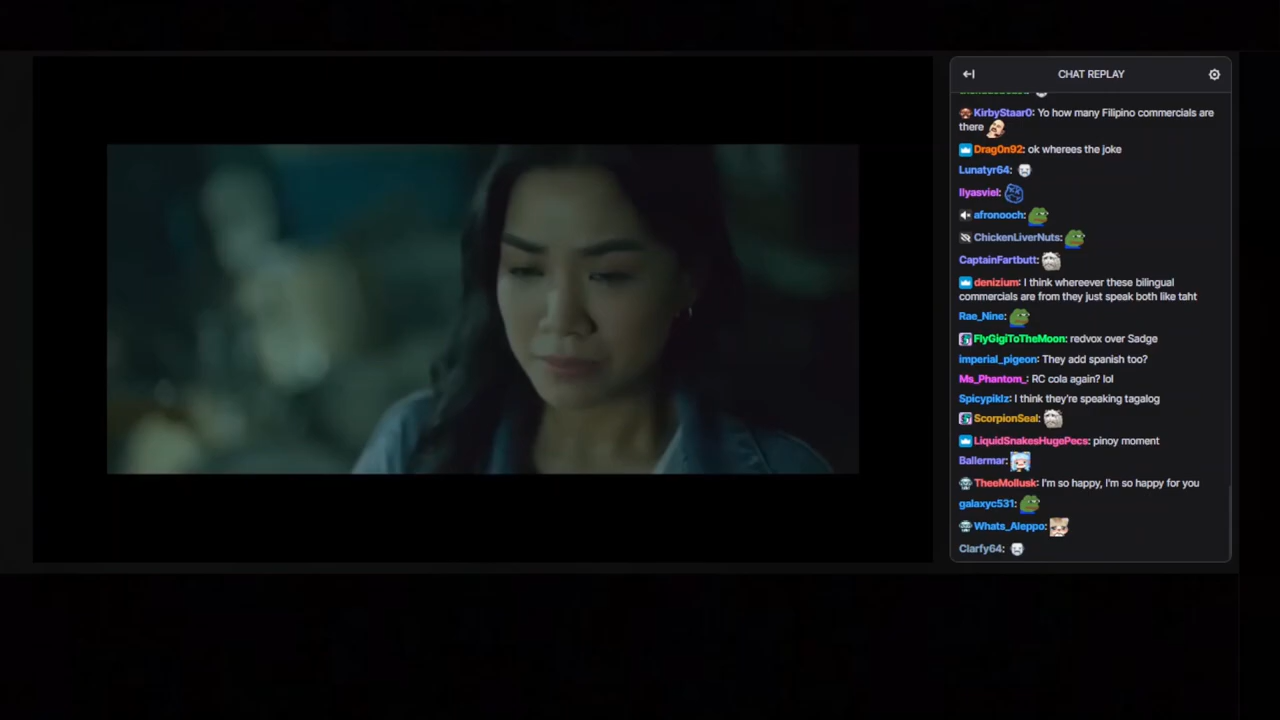 CHAT REPLAY
KirbyStaar0: Yo how many Filipino commercials are
there
Drag0n92: ok wherees the joke
Lunatyr64:
llyasviel:
afronooch:
ChickenLiverNuts:
CaptainFartbutt:
denizium: I think whereever these bilingual
commercials are from they just speak both like taht
Rae_Nine:
FlyGigiToTheMoon: redvox over Sadge
imperial_pigeon: They add spanish too?
Ms_Phantom_: RC cola again? lol
Spicypiklz: I think they're speaking tagalog
ScorpionSeal:
LiquidSnakesHugePecs: pinoy moment
Ballermar:
TheeMollusk: I'm so happy, I'm so happy for you
galaxyc531:
Whats_Aleppo:
Clarfy64: